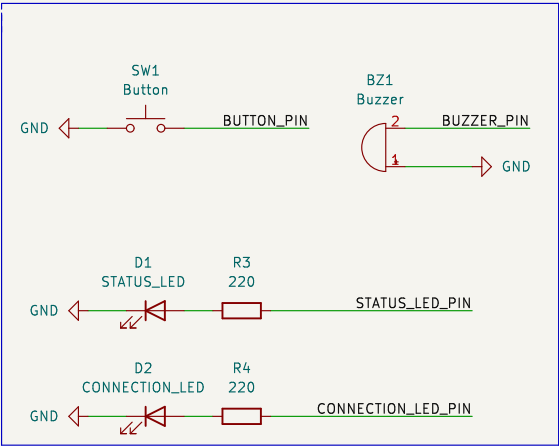 SW1
Button
GND
BUTTON_PIN
BZ1
Buzzer
2
BUZZER_PIN
1
GND
D1
STATUS_LED
R3
220
GND
STATUS_LED_PIN
D2
CONNECTION_LED
R4
220
GND
CONNECTION_LED_PIN